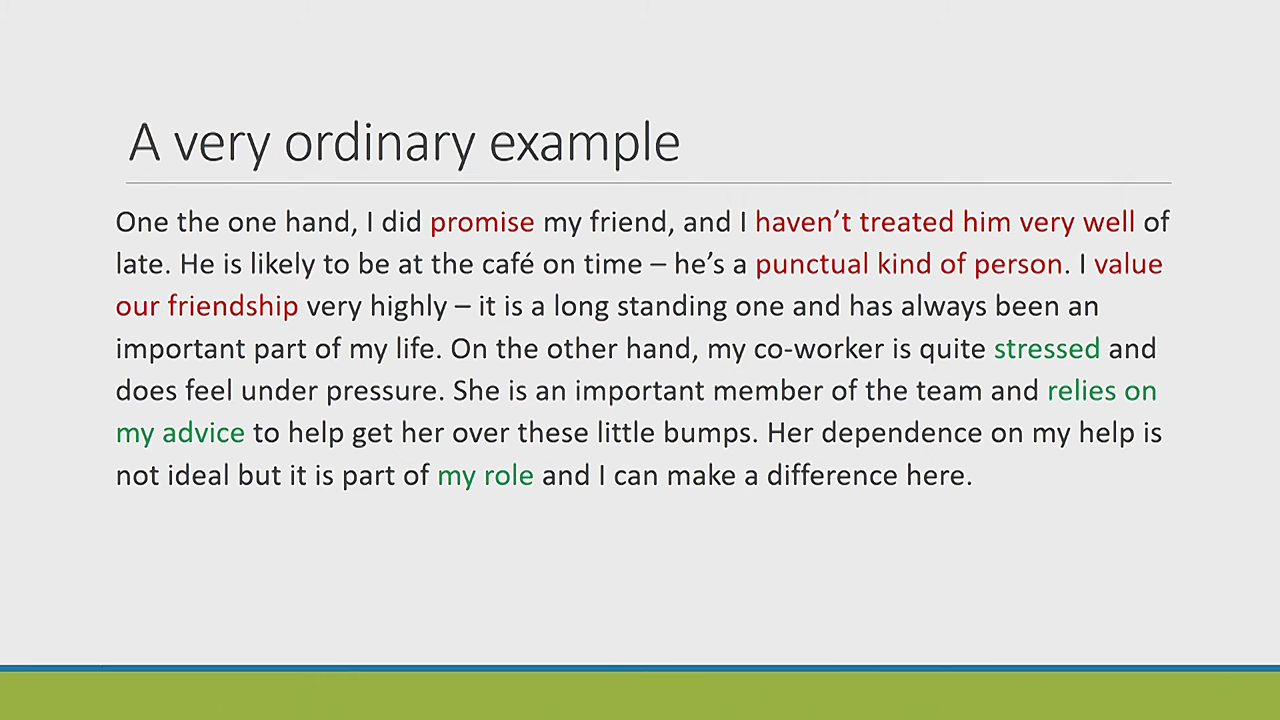 A very ordinary example
One the one hand, I did promise my friend, and I haven’t treated him very well of
late. He is likely to be at the café on time – he’s a punctual kind of person. I value
our friendship very highly – it is a long standing one and has always been an
important part of my life. On the other hand, my co-worker is quite stressed and
does feel under pressure. She is an important member of the team and relies on
my advice to help get her over these little bumps. Her dependence on my help is
not ideal but it is part of my role and I can make a difference here.